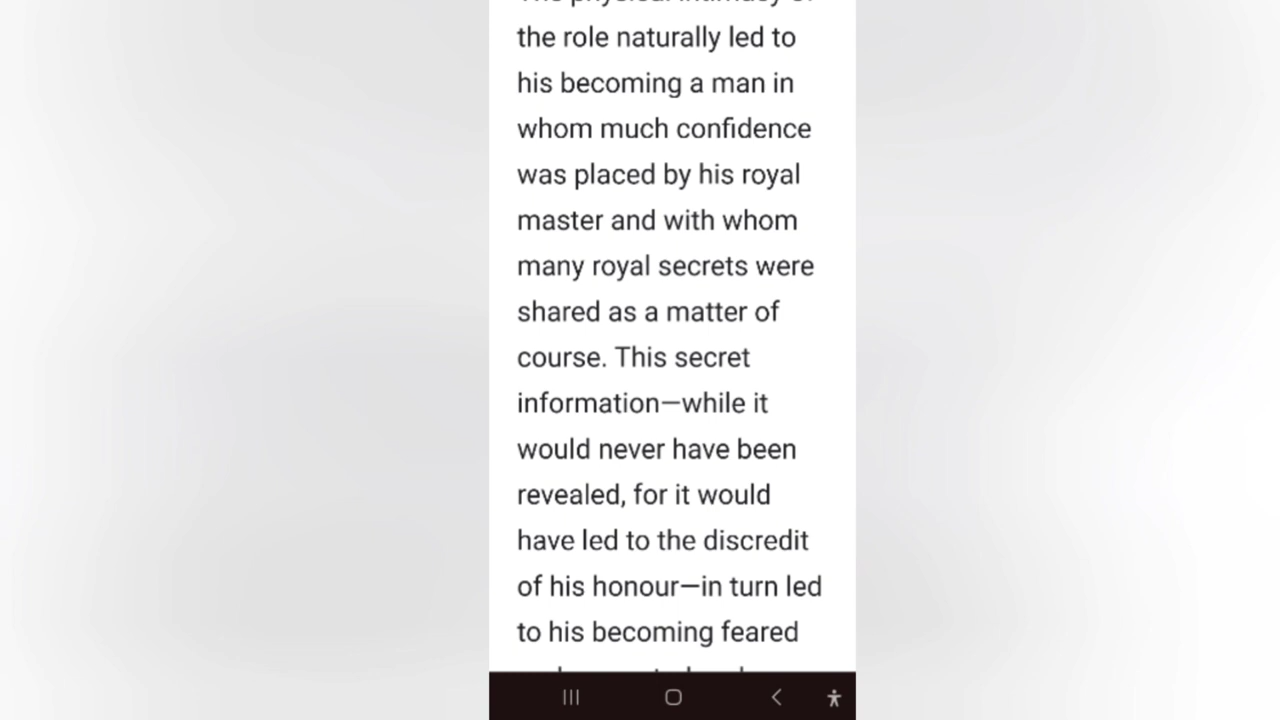 the role naturally led to
his becoming a man in
whom much confidence
was placed by his royal
master and with whom
many royal secrets were
shared as a matter of
course. This secret
information—while it
would never have been
revealed, for it would
have led to the discredit
of his honour—in turn led
to his becoming feared